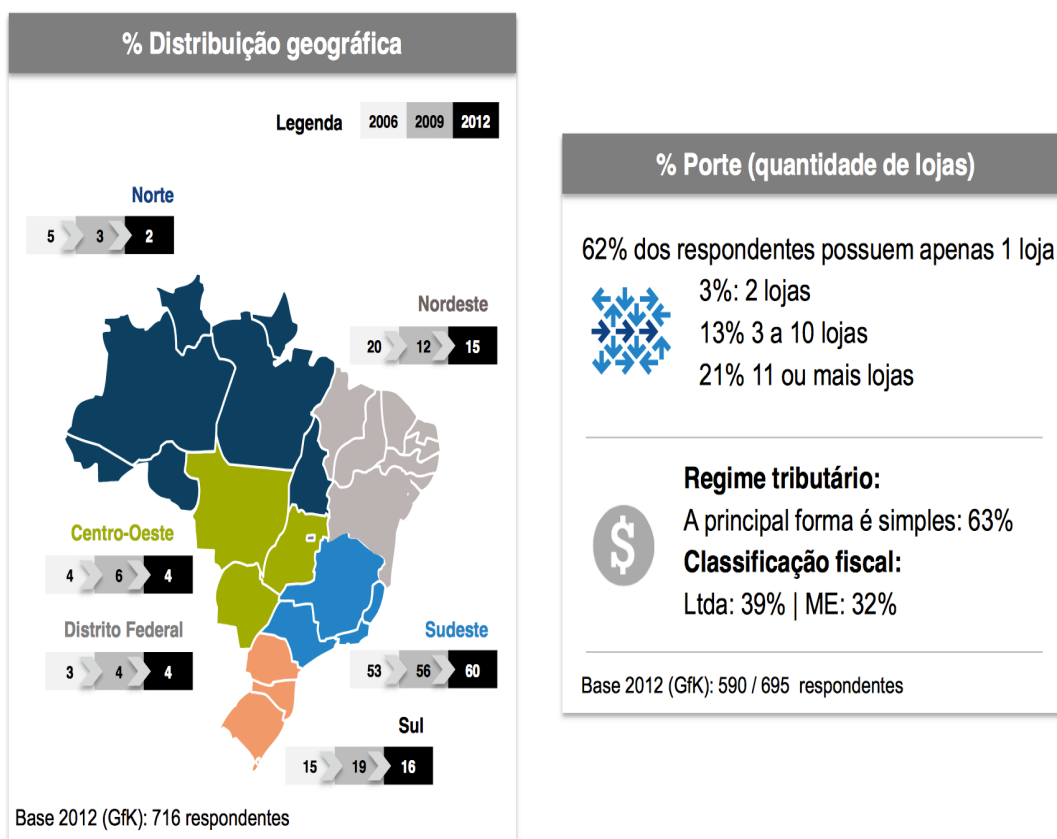 % Distribuição geográfica
Legenda 2006 2009 2012
Norte
5 3 2
Nordeste
20 12 15
Centro-Oeste
4 6 4
Distrito Federal
3 4 4
Sudeste
53 56 60
Sul
15 19 16
Base 2012 (GfK): 716 respondentes
% Porte (quantidade de lojas)
62% dos respondentes possuem apenas 1 loja
3%: 2 lojas
13% 3 a 10 lojas
21% 11 ou mais lojas
$
Regime tributário:
A principal forma é simples: 63%
Classificação fiscal:
Ltda: 39% | ME: 32%
Base 2012 (GfK): 590 / 695 respondentes